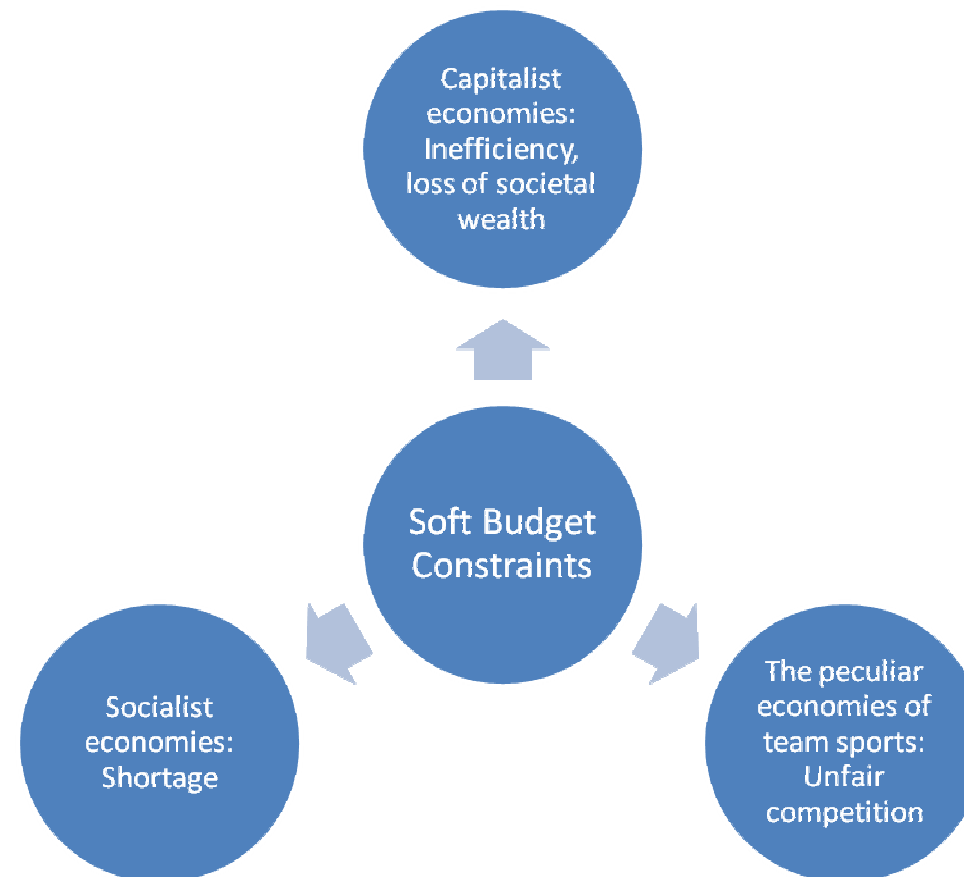 Capitalist
economies:
Inefficiency,
loss of societal
wealth
Soft Budget
Constraints
Socialist
economies:
Shortage
The peculiar
economies of
team sports:
Unfair
competition